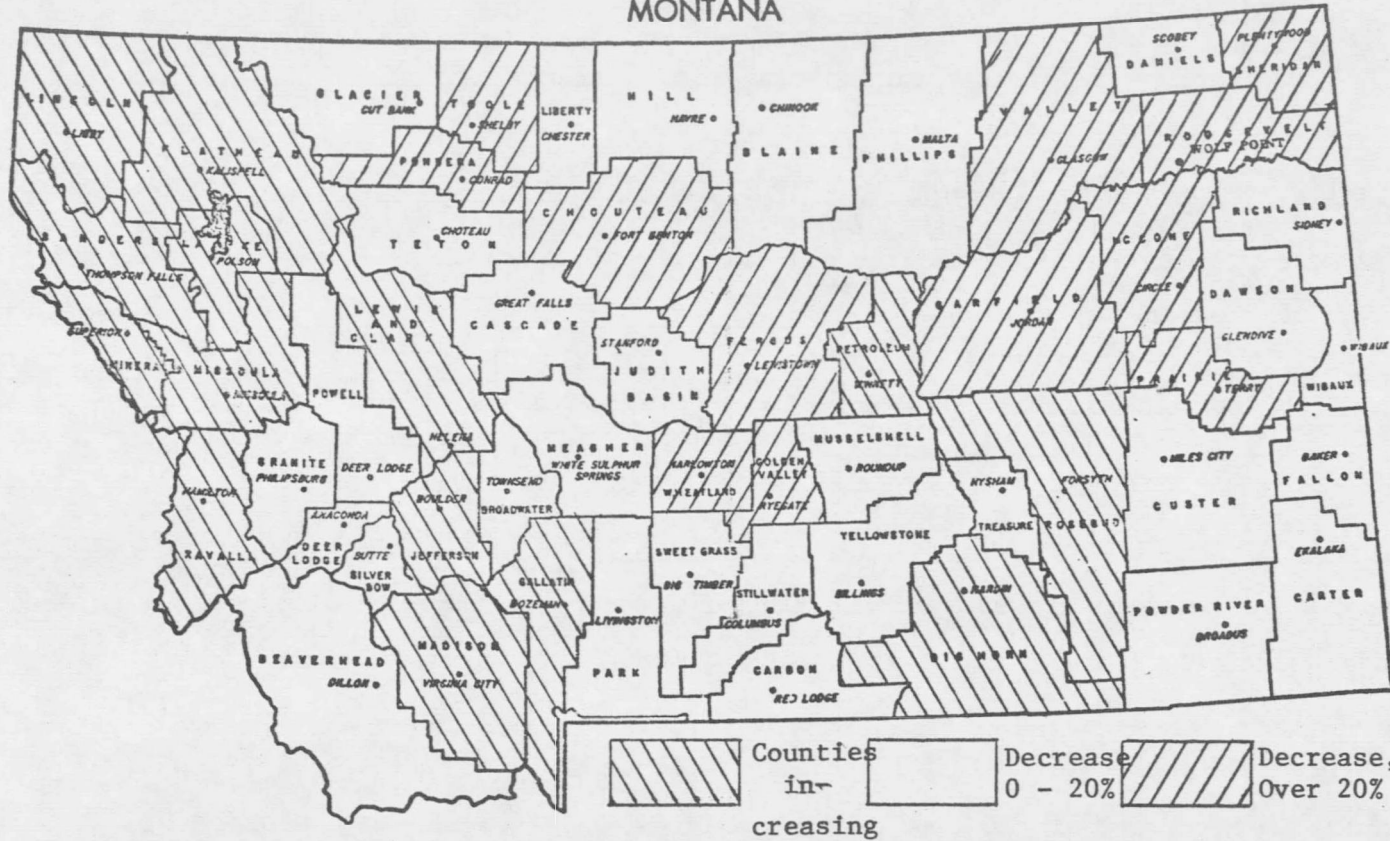 MONTANA
LINCOLN
LIBBY
FLATHEAD
KALISPELL
GLACIER
CUT BANK
TOOLE
SHELBY
LIBERTY
CHESTER
HILL
HAVRE
CHINOOK
BLAINE
MALTA
PHILLIPS
VALLEY
GLASGOW
SCOBEY
DANIELS
PLENTYWOOD
SHERIDAN
ROOSEVELT
WOLF POINT
PONDERA
CONRAD
CHOUTEAU
FORT BENTON
CHOTEAU
TETON
SANDERS
THOMPSON FALLS
LAKE
POLSON
RICHLAND
SIDNEY
MCCONE
CIRCLE
DAWSON
GLENDIVE
WIBAUX
WIBAUX
GARFIELD
JORDAN
PRAIRIE
TERRY
LEWIS
AND
CLARK
HELENA
GREAT FALLS
CASCADE
STANFORD
JUDITH
BASIN
FERGUS
LEWISTOWN
PETROLEUM
WINNETT
SUPERIOR
MINERAL
MISSOULA
MISSOULA
POWELL
DEER LODGE
GRANITE
PHILIPSBURG
MEAGHER
WHITE SULPHUR
SPRINGS
HARLOWTON
WHEATLAND
GOLDEN
VALLEY
RYEGATE
MUSSELSHELL
ROUNDUP
HYSHAM
TREASURE
FORSYTH
ROSEBUD
MILES CITY
CUSTER
BAKER
FALLON
HAMILTON
RAVALLI
ANACONDA
DEER
LODGE
BUTTE
SILVER
BOW
BOULDER
JEFFERSON
TOWNSEND
BROADWATER
GALLATIN
BOZEMAN
LIVINGSTON
PARK
SWEET GRASS
BIG TIMBER
STILLWATER
COLUMBUS
YELLOWSTONE
BILLINGS
HARDIN
BIG HORN
POWDER RIVER
BROADUS
EKALAKA
CARTER
BEAVERHEAD
DILLON
MADISON
VIRGINIA CITY
CARBON
RED LODGE
Counties
in-
creasing
Decrease
0 - 20%
Decrease,
Over 20%